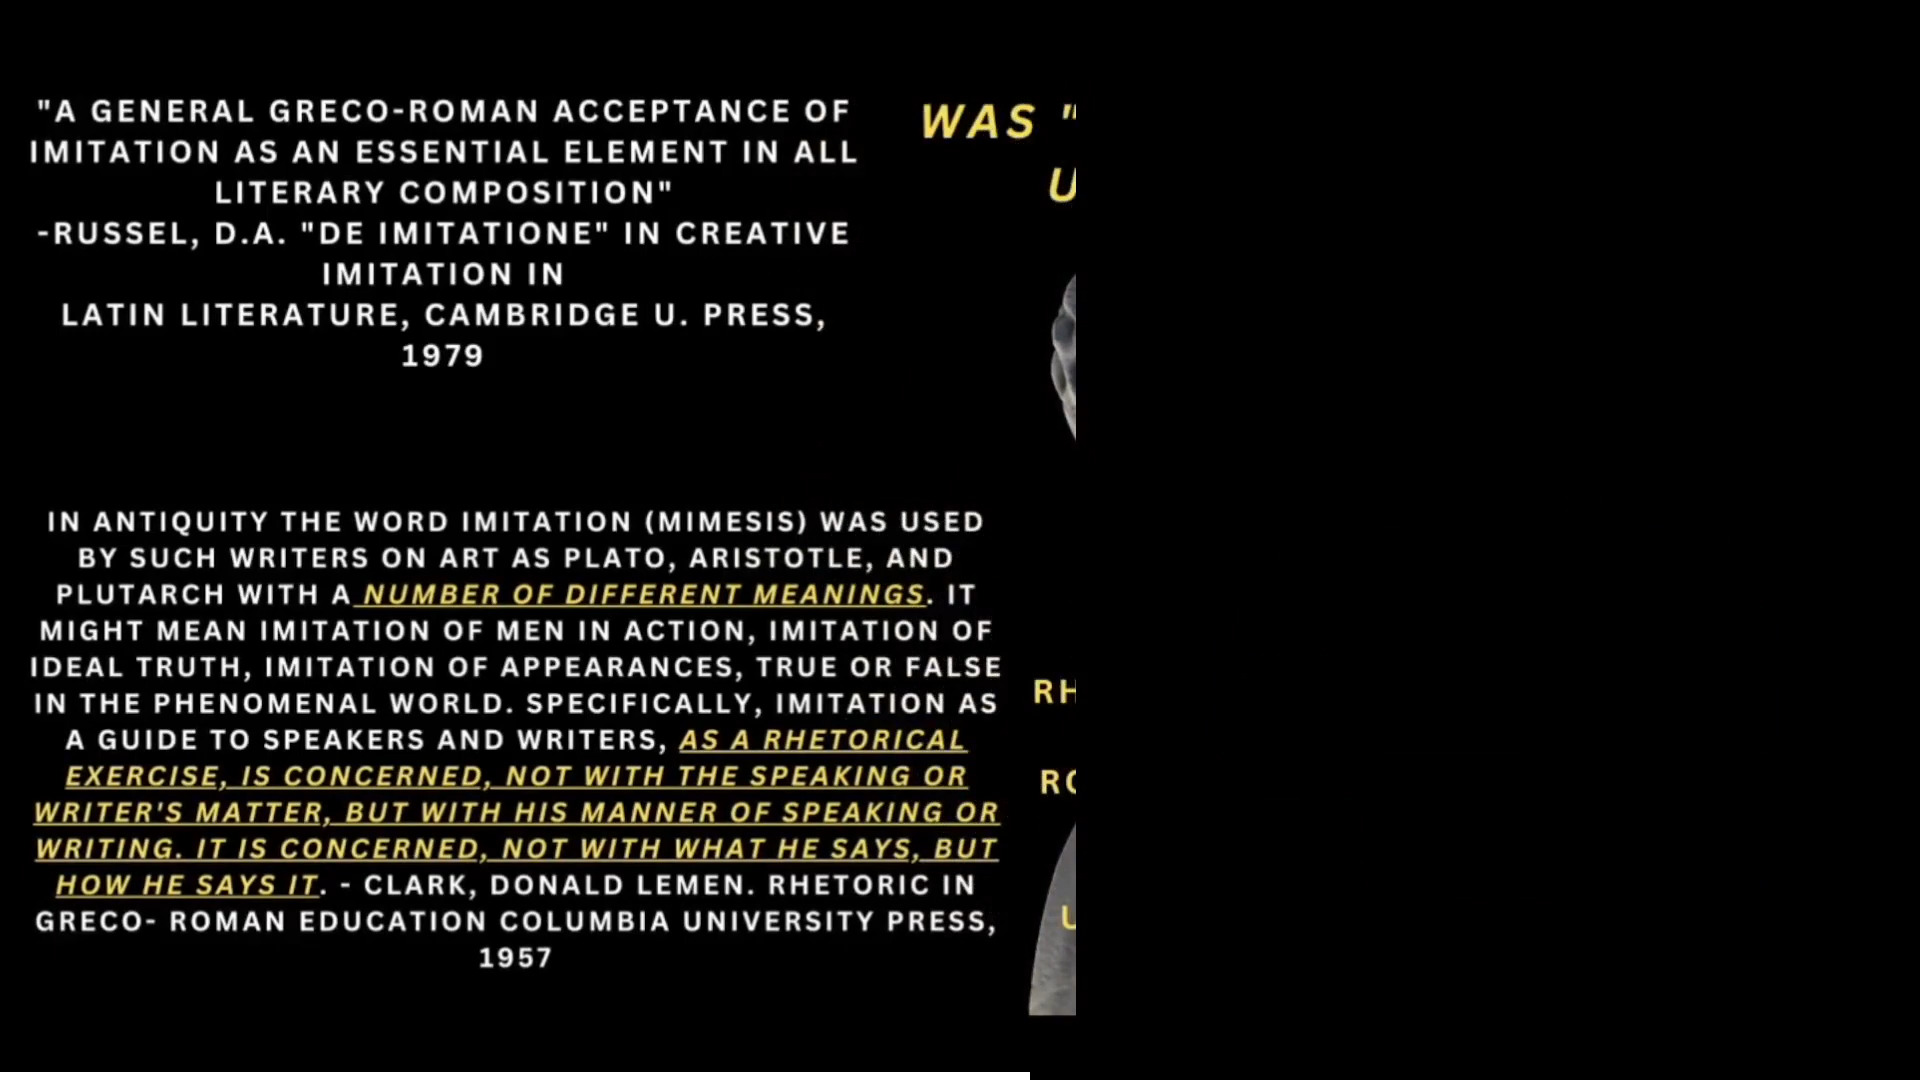 "A GENERAL GRECO-ROMAN ACCEPTANCE OF
IMITATION AS AN ESSENTIAL ELEMENT IN ALL
LITERARY COMPOSITION"
-RUSSEL, D.A. "DE IMITATIONE" IN CREATIVE
IMITATION IN
LATIN LITERATURE, CAMBRIDGE U. PRESS,
1979
WAS "
IN ANTIQUITY THE WORD IMITATION (MIMESIS) WAS USED
BY SUCH WRITERS ON ART AS PLATO, ARISTOTLE, AND
PLUTARCH WITH A NUMBER OF DIFFERENT MEANINGS. IT
MIGHT MEAN IMITATION OF MEN IN ACTION, IMITATION OF
IDEAL TRUTH, IMITATION OF APPEARANCES, TRUE OR FALSE
IN THE PHENOMENAL WORLD. SPECIFICALLY, IMITATION AS
A GUIDE TO SPEAKERS AND WRITERS, AS A RHETORICAL
EXERCISE, IS CONCERNED, NOT WITH THE SPEAKING OR
WRITER'S MATTER, BUT WITH HIS MANNER OF SPEAKING OR
WRITING. IT IS CONCERNED, NOT WITH WHAT HE SAYS, BUT
HOW HE SAYS IT. - CLARK, DONALD LEMEN. RHETORIC IN
GRECO- ROMAN EDUCATION COLUMBIA UNIVERSITY PRESS,
1957